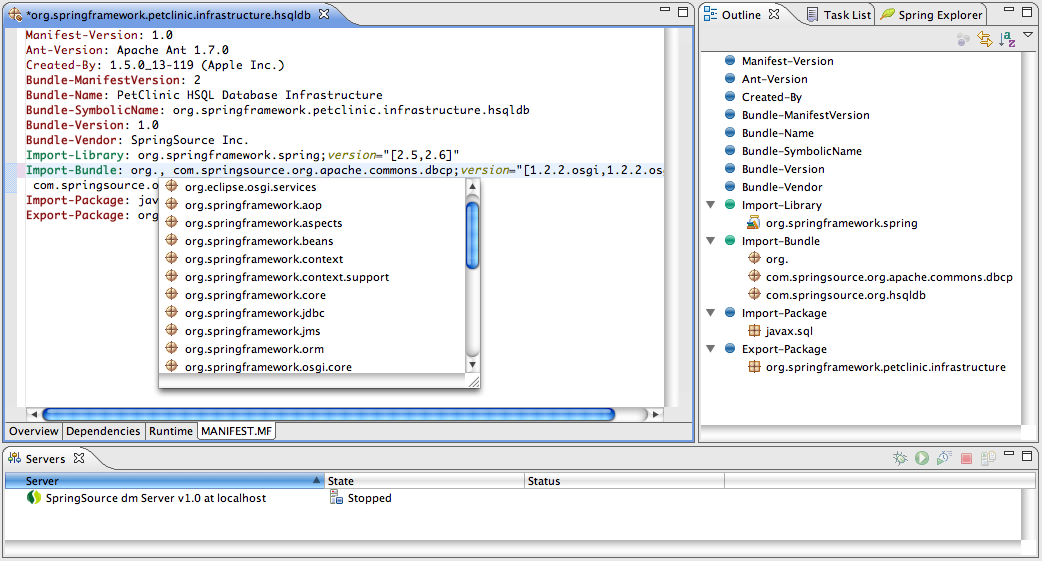 *org.springframework.petclinic.infrastructure.hsqldb
Manifest-Version: 1.0
Ant-Version: Apache Ant 1.7.0
Created-By: 1.5.0_13-119 (Apple Inc.)
Bundle-ManifestVersion: 2
Bundle-Name: PetClinic HSQL Database Infrastructure
Bundle-SymbolicName: org.springframework.petclinic.infrastructure.hsqldb
Bundle-Version: 1.0
Bundle-Vendor: SpringSource Inc.
Import-Library: org.springframework.spring;version="[2.5,2.6]"
Import-Bundle: org., com.springsource.org.apache.commons.dbcp;version="[1.2.2.osgi,1.2.2.os
com.springsource.o
Import-Package: jav
Export-Package: org
org.eclipse.osgi.services
org.springframework.aop
org.springframework.aspects
org.springframework.beans
org.springframework.context
org.springframework.context.support
org.springframework.core
org.springframework.jdbc
org.springframework.jms
org.springframework.orm
org.springframework.osgi.core
Overview Dependencies Runtime MANIFEST.MF
Outline Task List Spring Explorer
Manifest-Version
Ant-Version
Created-By
Bundle-ManifestVersion
Bundle-Name
Bundle-SymbolicName
Bundle-Version
Bundle-Vendor
Import-Library
org.springframework.spring
Import-Bundle
org.
com.springsource.org.apache.commons.dbcp
com.springsource.org.hsqldb
Import-Package
javax.sql
Export-Package
org.springframework.petclinic.infrastructure
Servers
Server State Status
SpringSource dm Server v1.0 at localhost Stopped